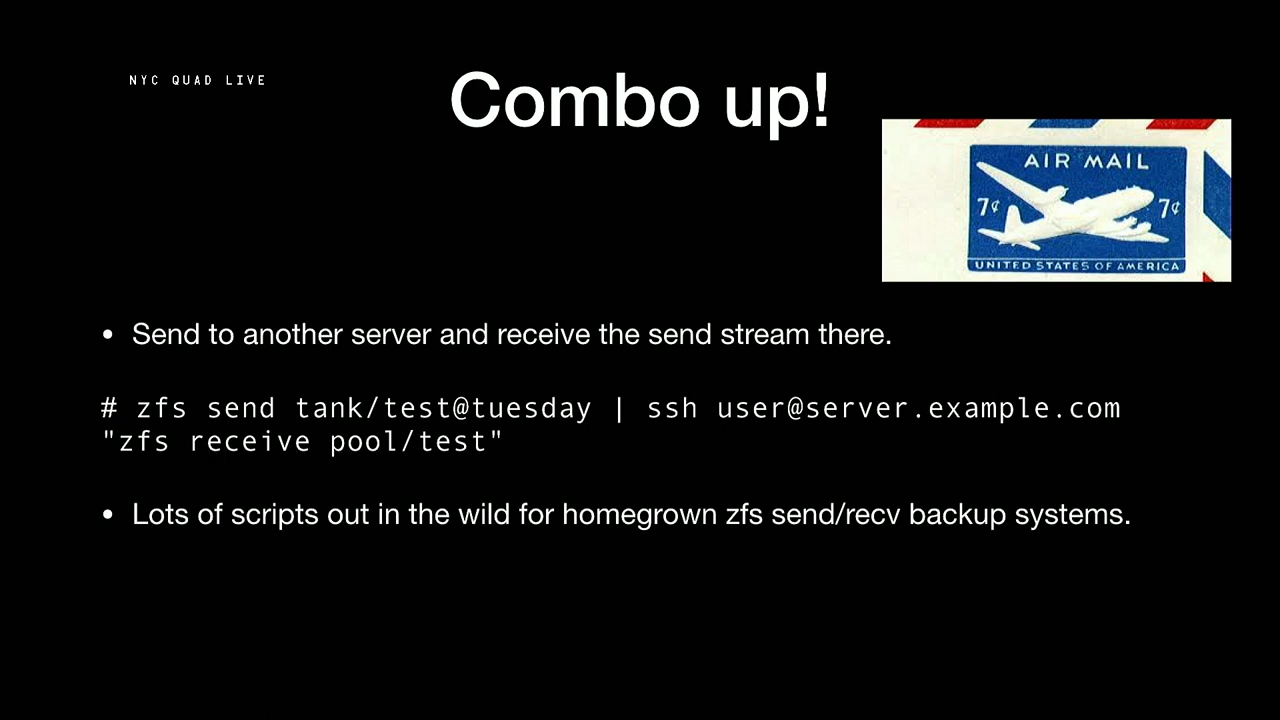 NYC QUAD LIVE
Combo up!
AIR MAIL
7¢ 7¢
UNITED STATES OF AMERICA
• Send to another server and receive the send stream there.
# zfs send tank/test@tuesday | ssh user@server.example.com
"zfs receive pool/test"
• Lots of scripts out in the wild for homegrown zfs send/recv backup systems.